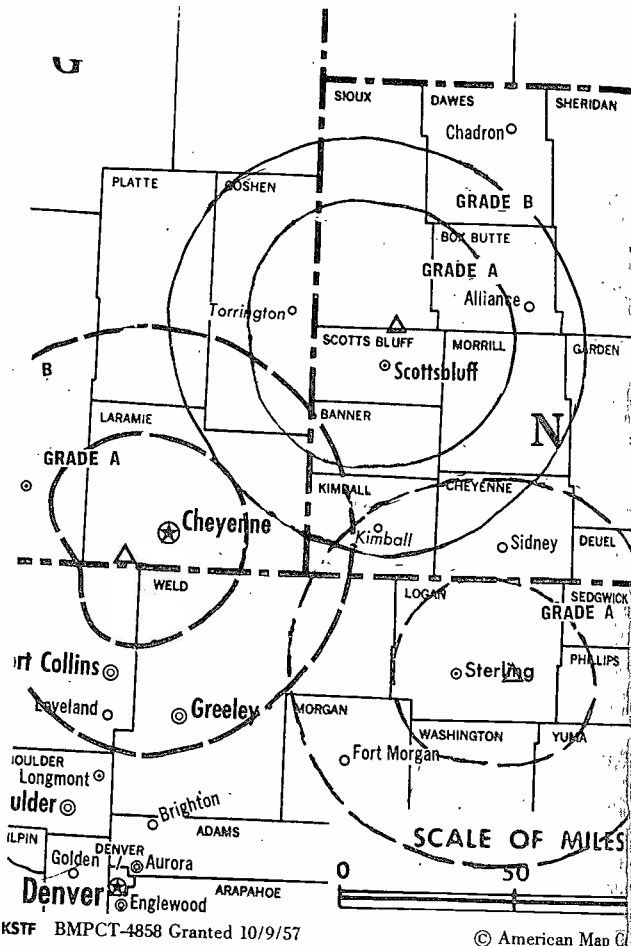 G
SIOUX
DAWES
SHERIDAN
Chadron
PLATTE
GOSHEN
GRADE B
BOX BUTTE
GRADE A
Alliance
Torrington
SCOTTS BLUFF
MORRILL
GARDEN
B
Scottsbluff
LARAMIE
BANNER
N
GRADE A
KIMBALL
CHEYENNE
Cheyenne
Kimball
Sidney
DEUEL
WELD
LOGAN
SEDGWICK
GRADE A
PHILLIPS
rt Collins
Sterling
Loveland
Greeley
MORGAN
WASHINGTON
YUMA
OULDER
Longmont
Fort Morgan
ulder
Brighton
ADAMS
SCALE OF MILES
ILPIN
Golden
DENVER
Aurora
0
50
Denver
ARAPAHOE
Englewood
KSTF BMPCT-4858 Granted 10/9/57
© American Map C